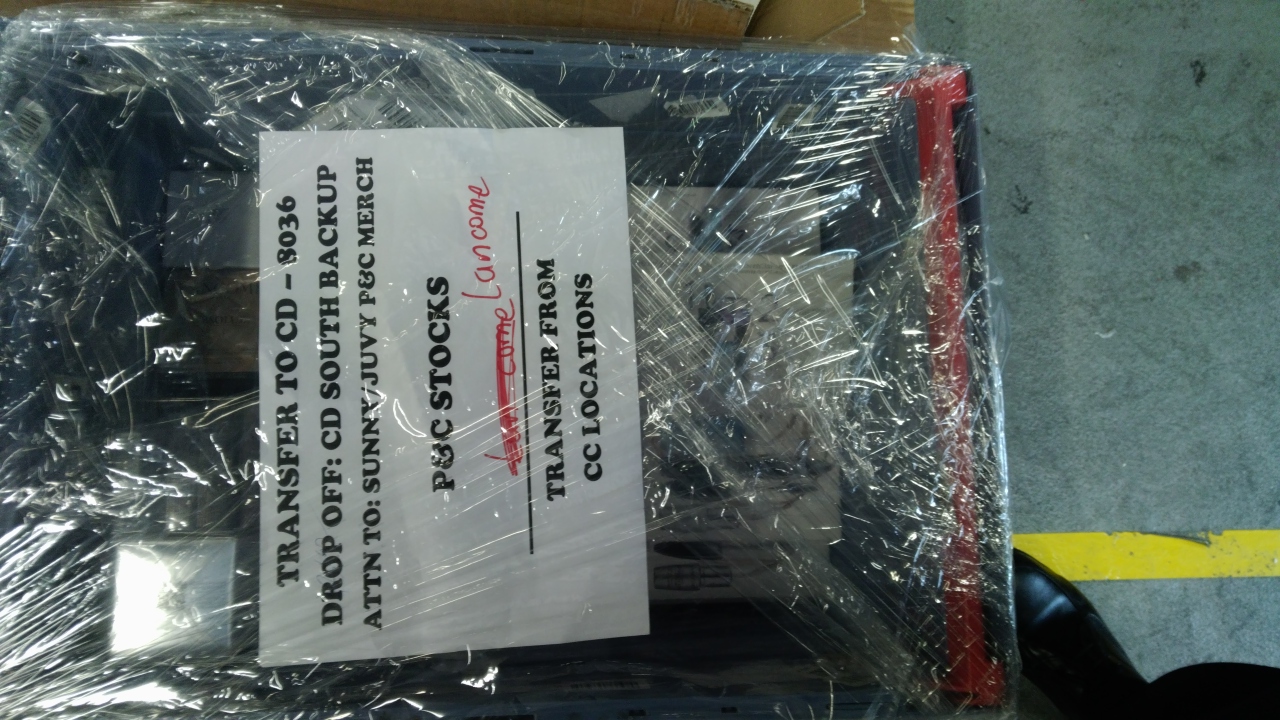 TRANSFER TO CD - 8036
DROP OFF: CD SOUTH BACKUP
ATTN TO: SUNNY/JUVY P&C MERCH
P&C STOCKS
Lancome
TRANSFER FROM
CC LOCATIONS